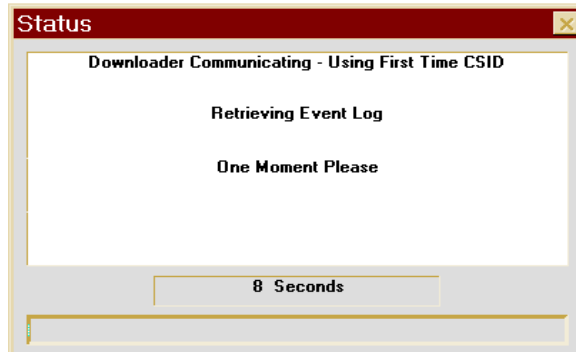 Status
Downloader Communicating - Using First Time CSID
Retrieving Event Log
One Moment Please
8 Seconds